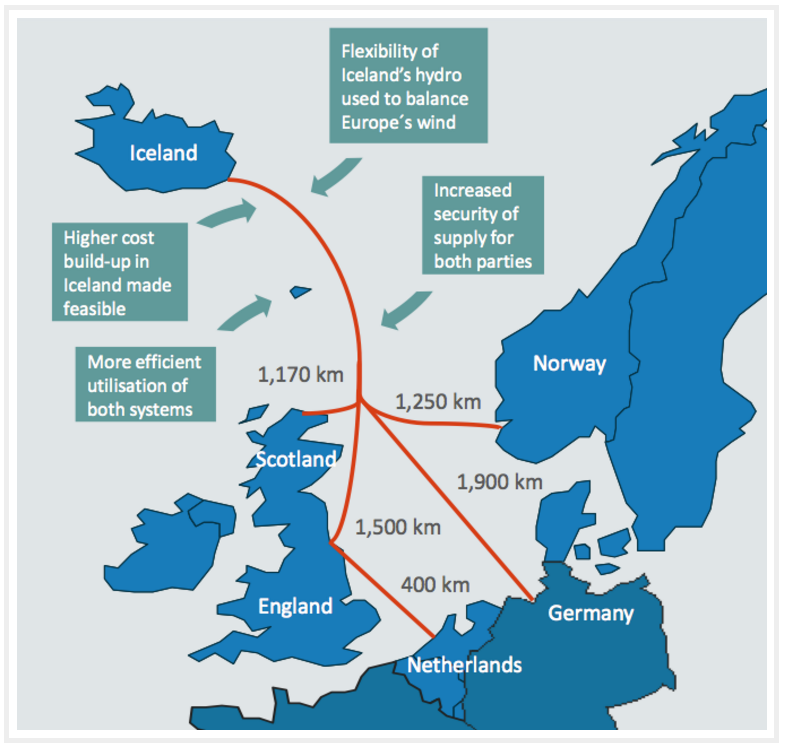 Flexibility of
Iceland's hydro
used to balance
Europe´s wind
Iceland
Increased
security of
supply for
both parties
Higher cost
build-up in
Iceland made
feasible
More efficient
utilisation of
both systems
Norway
1,170 km
1,250 km
Scotland
1,900 km
1,500 km
400 km
England
Germany
Netherlands